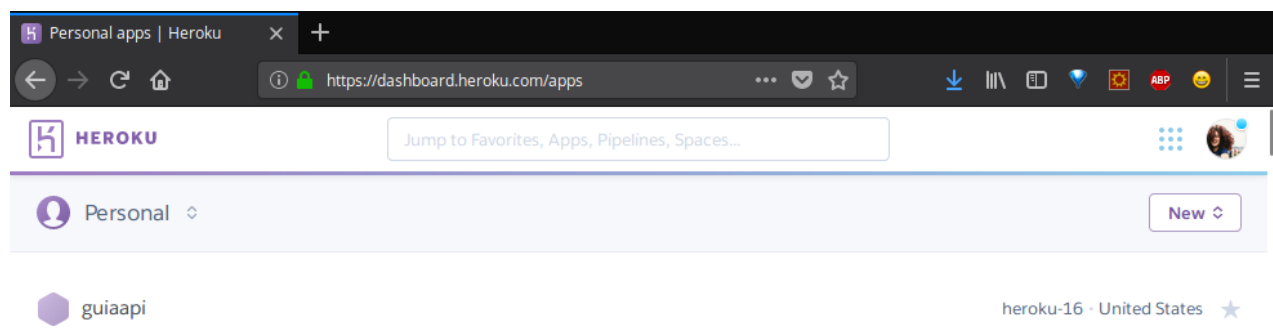 Personal apps | Heroku
https://dashboard.heroku.com/apps
ABP
HEROKU
Jump to Favorites, Apps, Pipelines, Spaces...
Personal
New
guiaapi
heroku-16 · United States